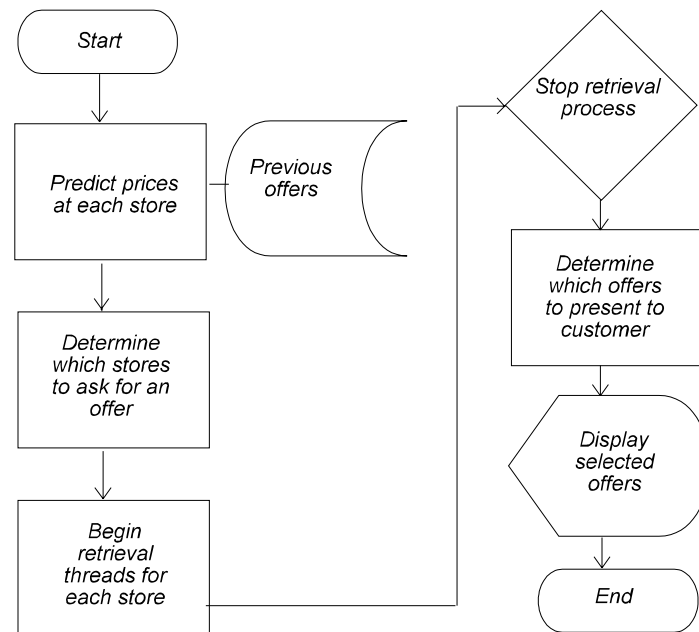 Start
Predict prices
at each store
Previous
offers
Determine
which stores
to ask for an
offer
Begin
retrieval
threads for
each store
Stop retrieval
process
Determine
which offers
to present to
customer
Display
selected
offers
End